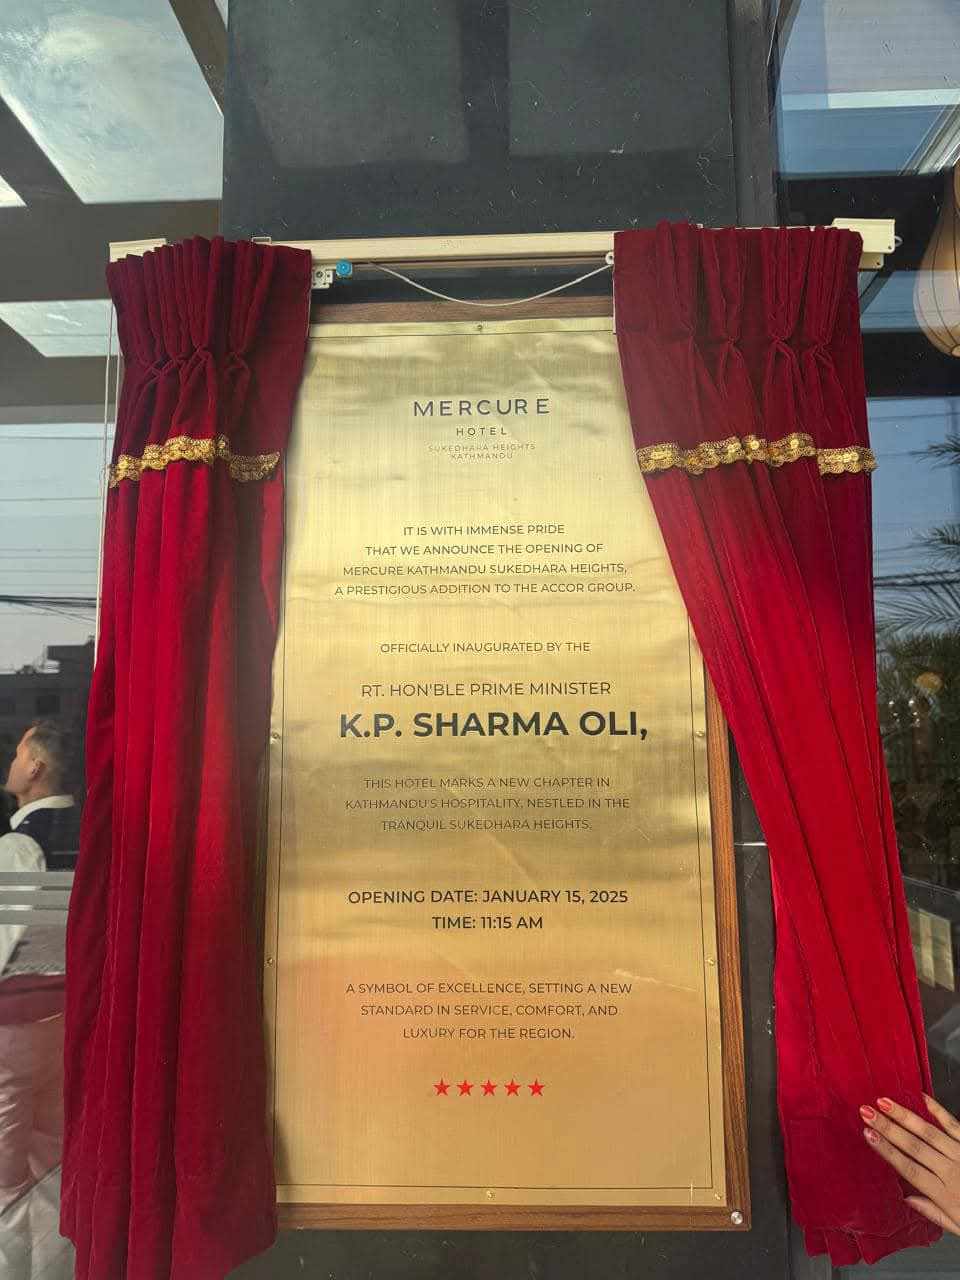 MERCURE
HOTEL
SUKEDHARA HEIGHTS
KATHMANDU
IT IS WITH IMMENSE PRIDE
THAT WE ANNOUNCE THE OPENING OF
MERCURE KATHMANDU SUKEDHARA HEIGHTS,
A PRESTIGIOUS ADDITION TO THE ACCOR GROUP.
OFFICIALLY INAUGURATED BY THE
RT. HON'BLE PRIME MINISTER
K.P. SHARMA OLI,
THIS HOTEL MARKS A NEW CHAPTER IN
KATHMANDU'S HOSPITALITY, NESTLED IN THE
TRANQUIL SUKEDHARA HEIGHTS.
OPENING DATE: JANUARY 15, 2025
TIME: 11:15 AM
A SYMBOL OF EXCELLENCE, SETTING A NEW
STANDARD IN SERVICE, COMFORT, AND
LUXURY FOR THE REGION.